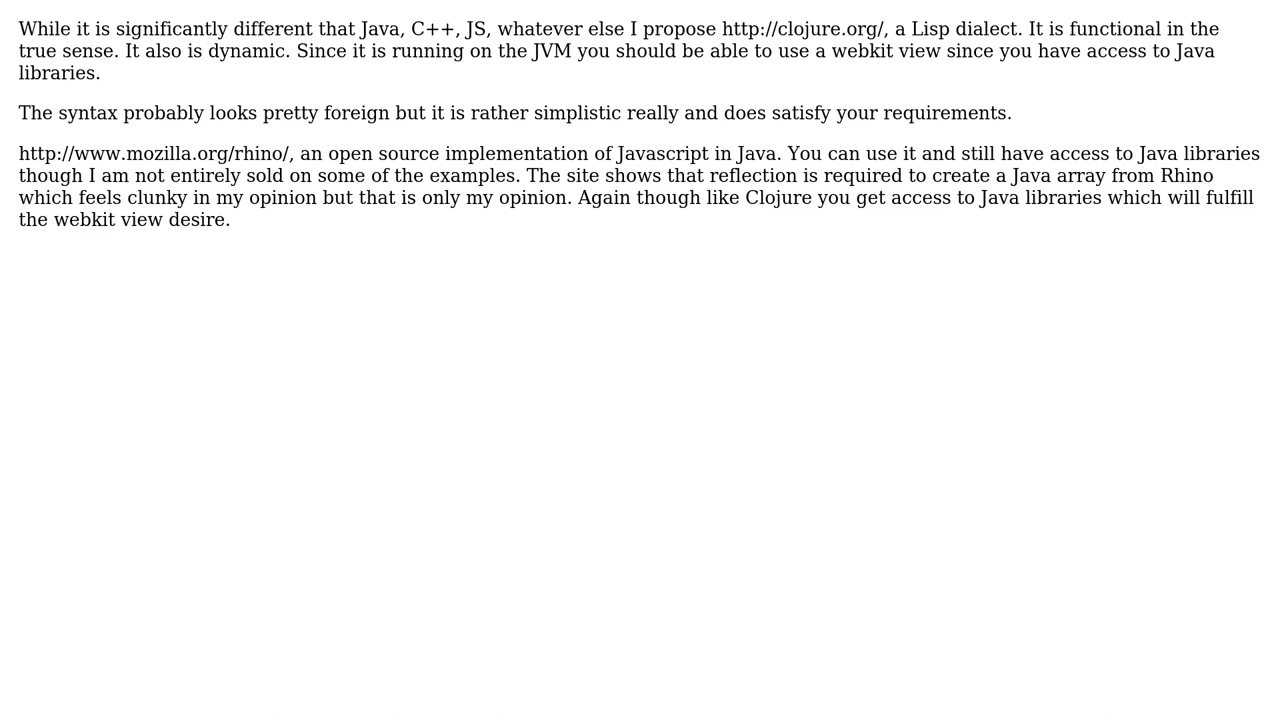 While it is significantly different that Java, C++, JS, whatever else I propose http://clojure.org/, a Lisp dialect. It is functional in the
true sense. It also is dynamic. Since it is running on the JVM you should be able to use a webkit view since you have access to Java
libraries.
The syntax probably looks pretty foreign but it is rather simplistic really and does satisfy your requirements.
http://www.mozilla.org/rhino/, an open source implementation of Javascript in Java. You can use it and still have access to Java libraries
though I am not entirely sold on some of the examples. The site shows that reflection is required to create a Java array from Rhino
which feels clunky in my opinion but that is only my opinion. Again though like Clojure you get access to Java libraries which will fulfill
the webkit view desire.